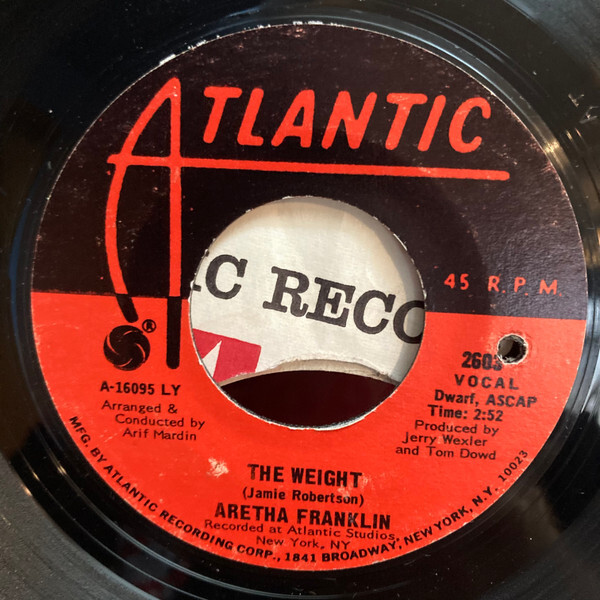 ATLANTIC
IC RECO
45 R.P.M.
®
A-16095 LY
Arranged &
Conducted by
Arif Mardin
2603
VOCAL
Dwarf, ASCAP
Time: 2:52
Produced by
Jerry Wexler
and Tom Dowd
THE WEIGHT
(Jamie Robertson)
ARETHA FRANKLIN
Recorded at Atlantic Studios,
New York, NY
MFG. BY ATLANTIC RECORDING CORP., 1841 BROADWAY, NEW YORK, N.Y. 10023